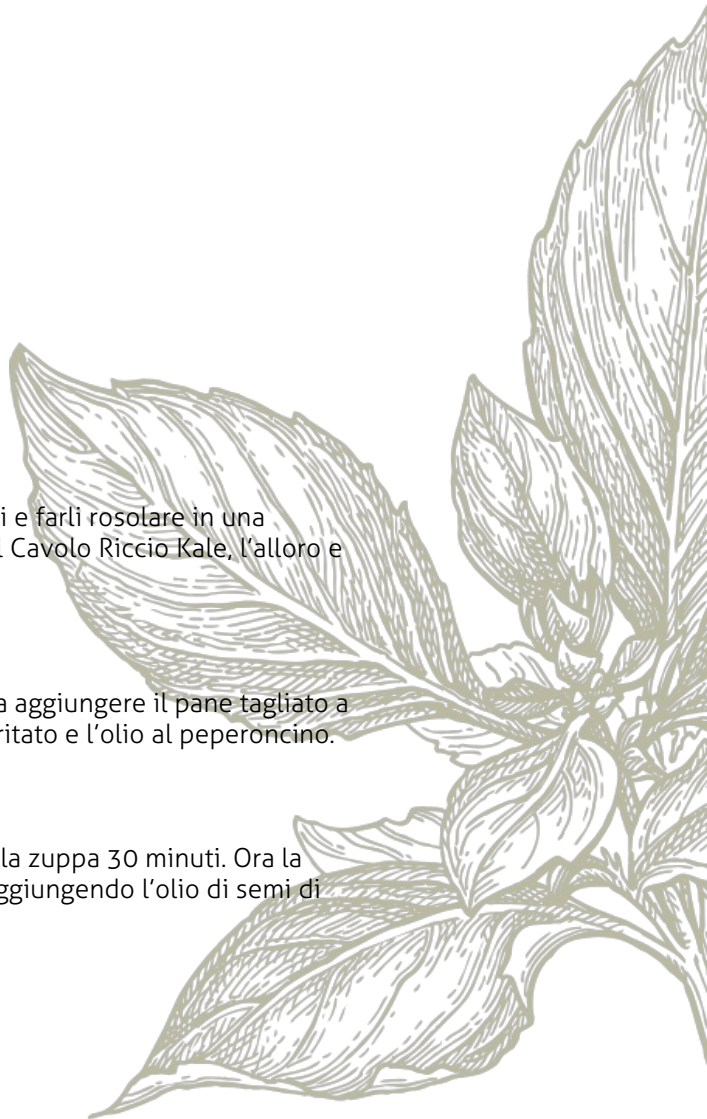 i e farli rosolare in una
l Cavolo Riccio Kale, l’alloro e
a aggiungere il pane tagliato a
ritato e l’olio al peperoncino.
la zuppa 30 minuti. Ora la
ggiungendo l’olio di semi di